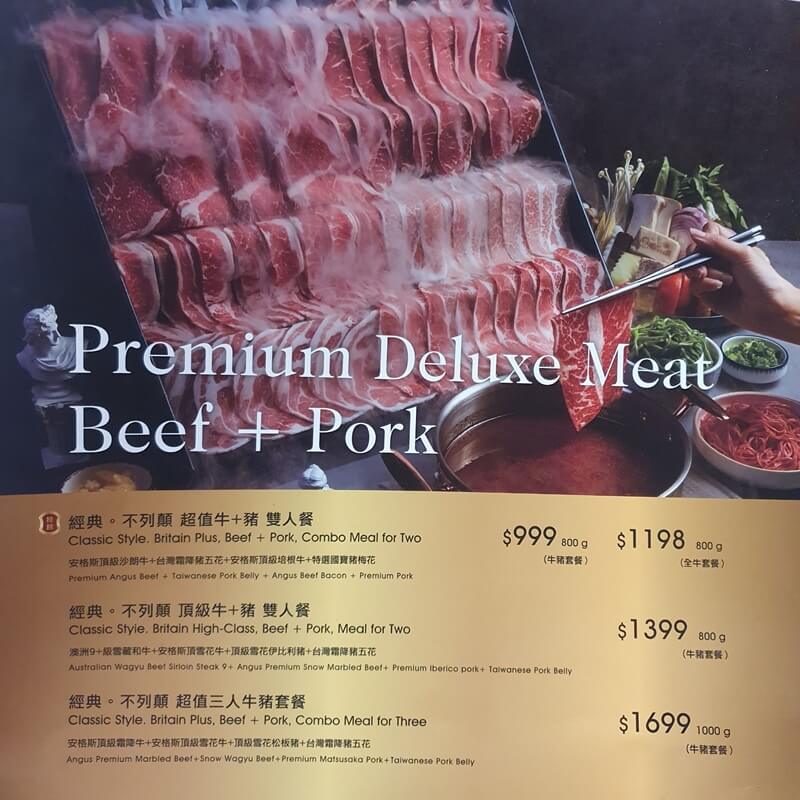 Premium Deluxe Meat
Beef + Pork
經典。不列顛 超值牛+豬 雙人餐
Classic Style. Britain Plus, Beef + Pork, Combo Meal for Two
$999 800 g
(牛豬套餐)
$1198 800 g
(全牛套餐)
安格斯頂級沙朗牛+台灣霜降豬五花+安格斯頂級培根牛+特選國寶豬梅花
Premium Angus Beef + Taiwanese Pork Belly + Angus Beef Bacon + Premium Pork
經典。不列顛 頂級牛+豬 雙人餐
Classic Style. Britain High-Class, Beef + Pork, Meal for Two
$1399 800 g
(牛豬套餐)
澳洲9+級雪藏和牛+安格斯頂雪花牛+頂級雪花伊比利豬+台灣霜降豬五花
Australian Wagyu Beef Sirloin Steak 9+ Angus Premium Snow Marbled Beef+ Premium Iberico pork+ Taiwanese Pork Belly
經典。不列顛 超值三人牛豬套餐
Classic Style. Britain Plus, Beef + Pork, Combo Meal for Three
$1699 1000 g
(牛豬套餐)
安格斯頂級霜降牛+安格斯頂級雪花牛+頂級雪花松板豬+台灣霜降豬五花
Angus Premium Marbled Beef+Snow Wagyu Beef+Premium Matsusaka Pork+Taiwanese Pork Belly